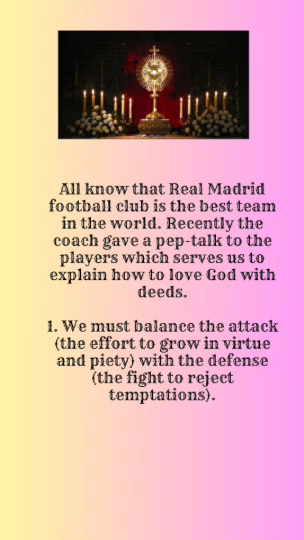 All know that Real Madrid
football club is the best team
in the world. Recently the
coach gave a pep-talk to the
players which serves us to
explain how to love God with
deeds.
1. We must balance the attack
(the effort to grow in virtue
and piety) with the defense
(the fight to reject
temptations).